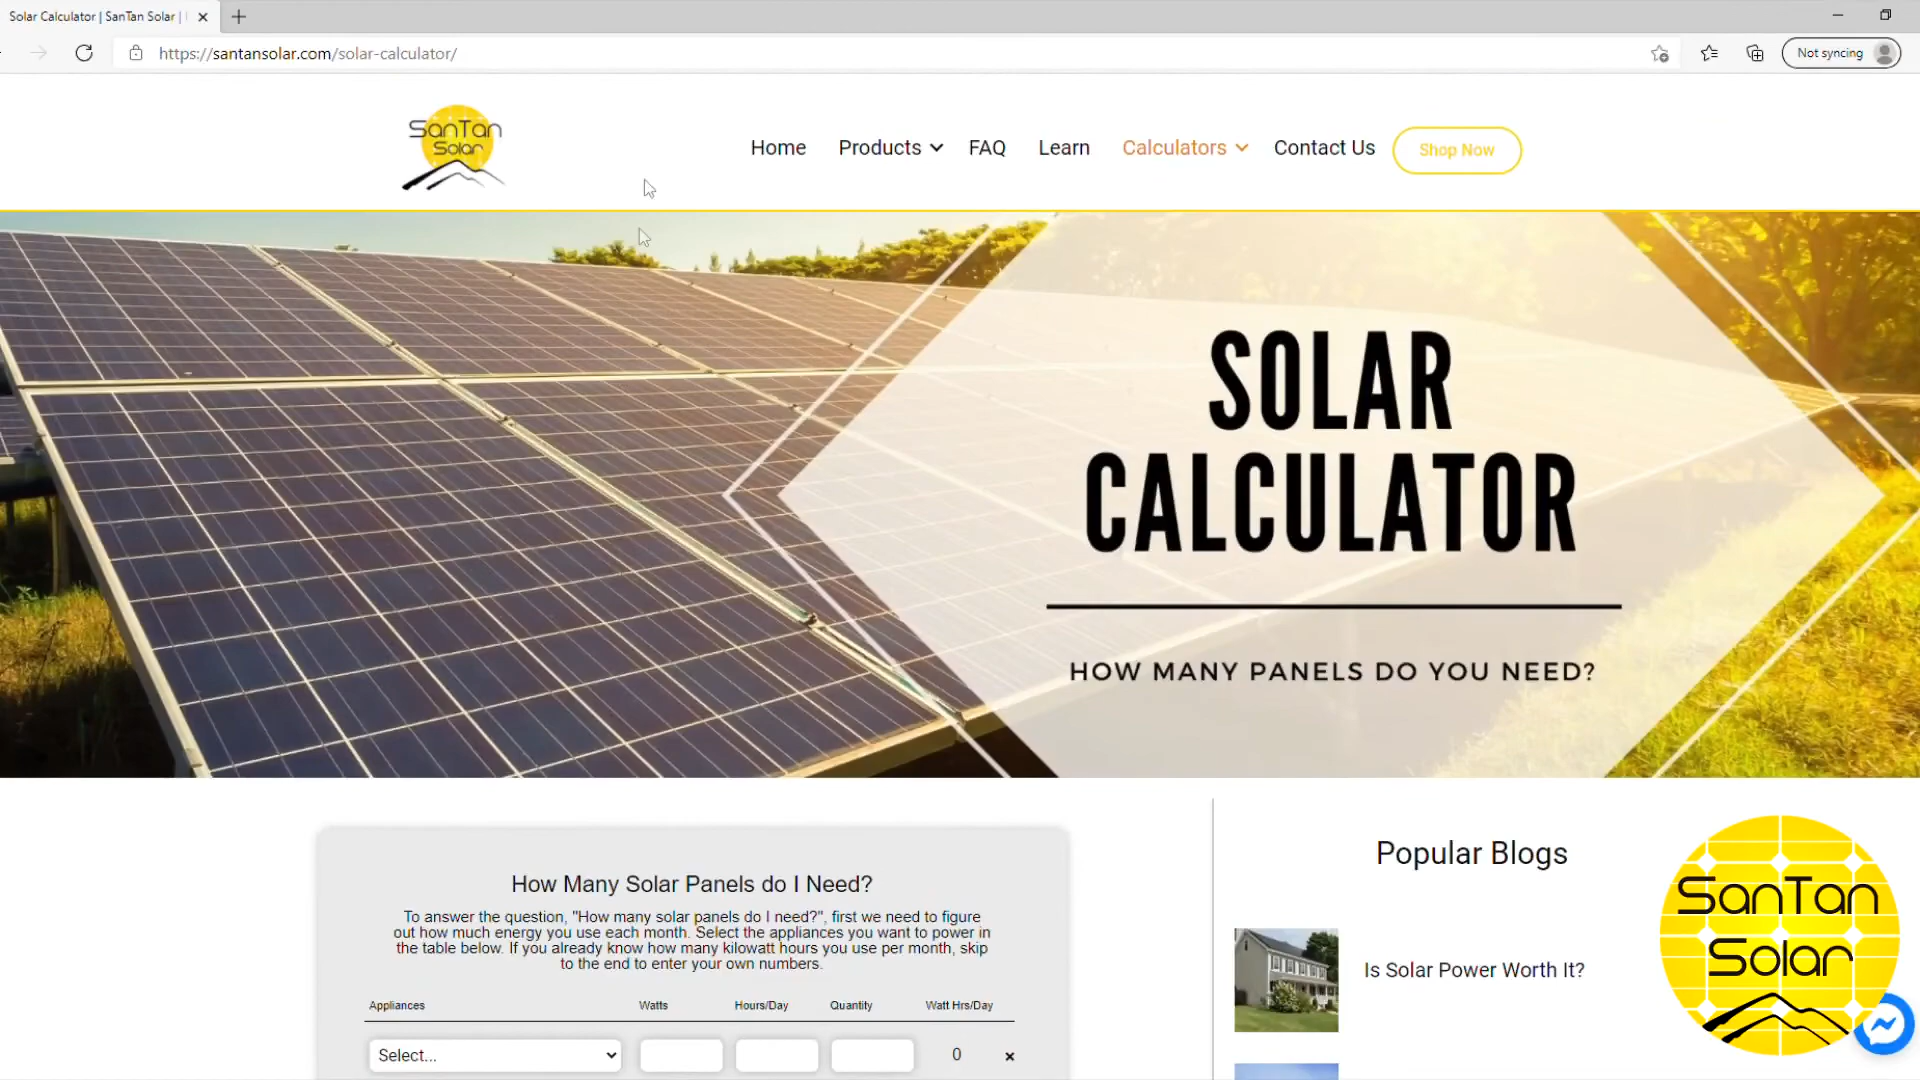 Solar Calculator | SanTan Solar |
https://santansolar.com/solar-calculator/
Not syncing
SanTan
Solar
Home
Products
FAQ
Learn
Calculators
Contact Us
Shop Now
SOLAR
CALCULATOR
HOW MANY PANELS DO YOU NEED?
How Many Solar Panels do I Need?
To answer the question, "How many solar panels do I need?", first we need to figure
out how much energy you use each month. Select the appliances you want to power in
the table below. If you already know how many kilowatt hours you use per month, skip
to the end to enter your own numbers.
Appliances Watts Hours/Day Quantity Watt Hrs/Day
Select... 0 ×
Popular Blogs
Is Solar Power Worth It?
SanTan
Solar